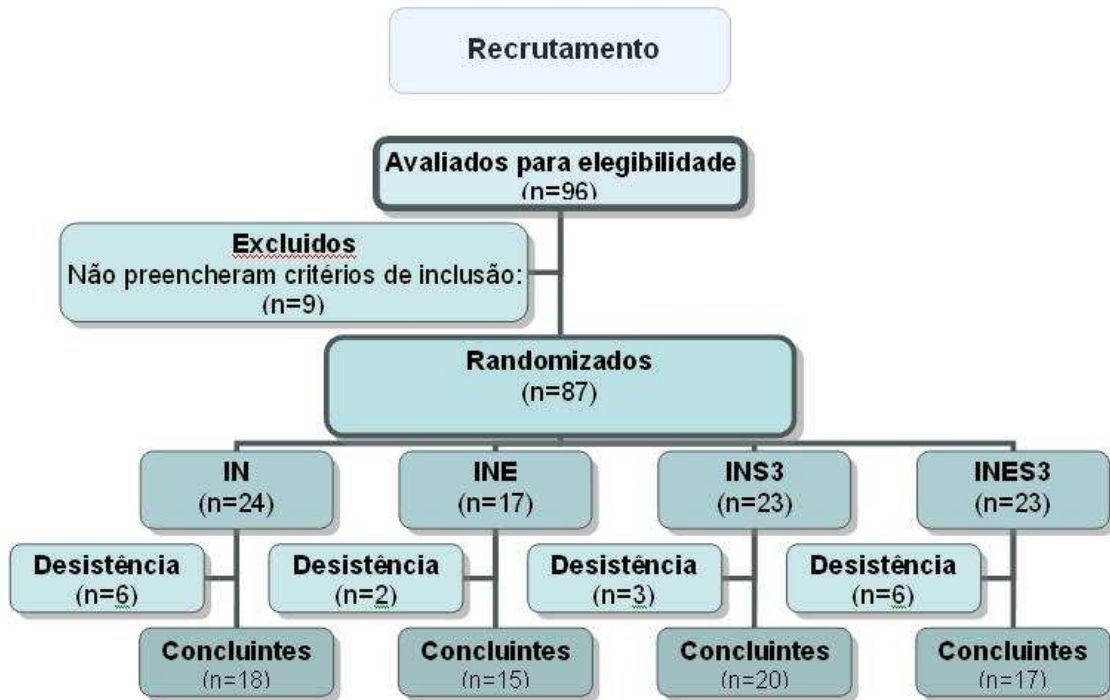 Recrutamento
Avaliados para elegibilidade
(n=96)
Excluidos
Não preencheram critérios de inclusão:
(n=9)
Randomizados
(n=87)
IN
(n=24)
INE
(n=17)
INS3
(n=23)
INES3
(n=23)
Desistência
(n=6)
Desistência
(n=2)
Desistência
(n=3)
Desistência
(n=6)
Concluintes
(n=18)
Concluintes
(n=15)
Concluintes
(n=20)
Concluintes
(n=17)